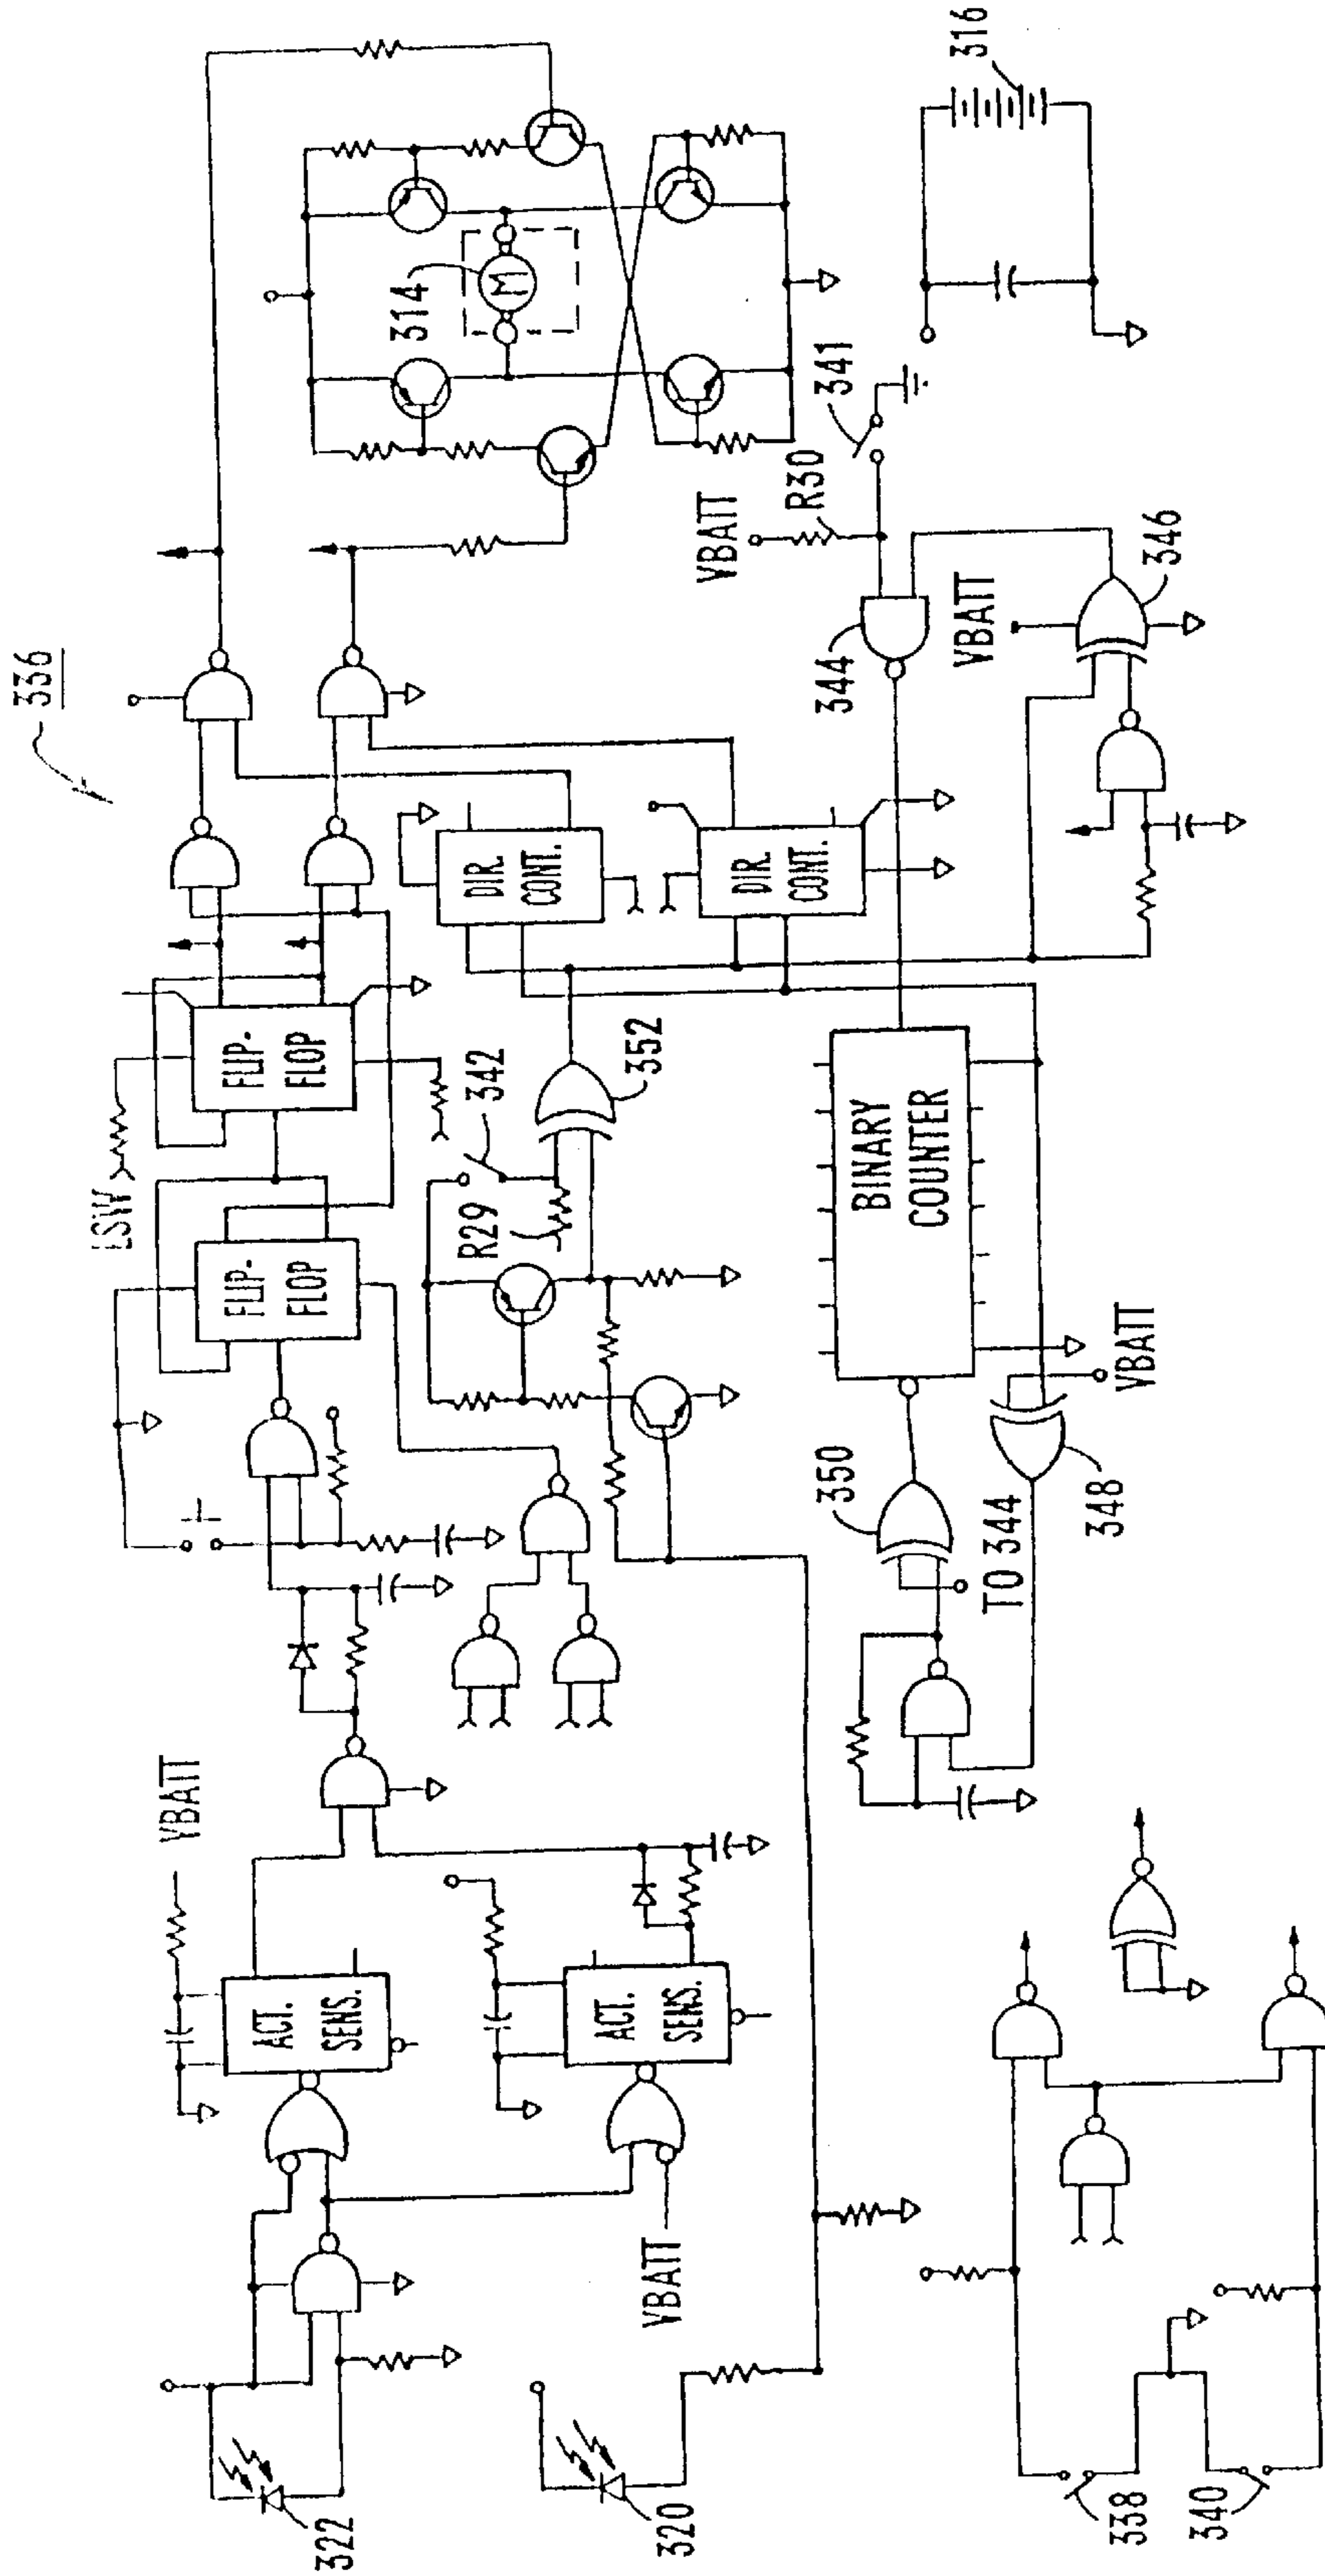 336
322
VBATT
ACT.
SENS.
LSW
FLIP-
FLOP
FLIP-
FLOP
314
320
ACT.
SENS.
VBATT
R29
342
352
DIR.
CONT.
DIR.
CONT.
VBATT
R30
341
316
338
340
350
TO 344
348
VBATT
BINARY
COUNTER
344
VBATT
346